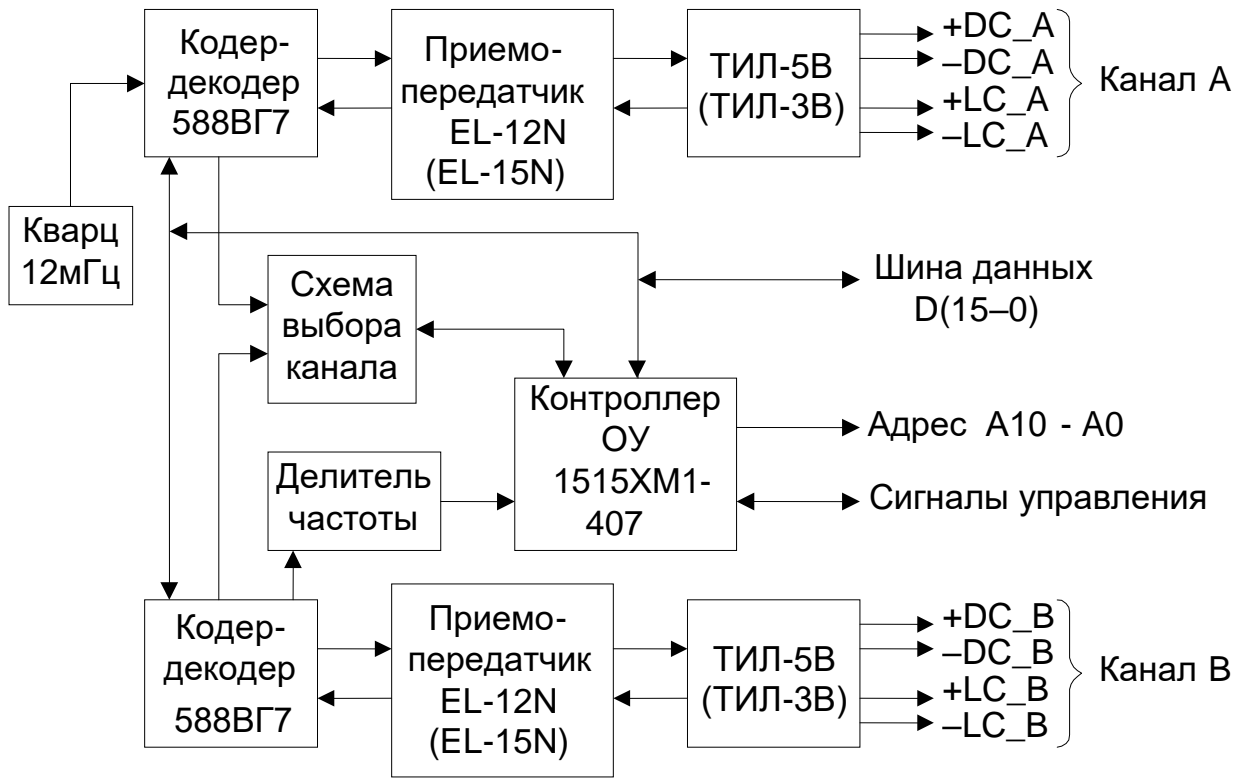 Кодер-
декодер
588ВГ7
Приемо-
передатчик
EL-12N
(EL-15N)
ТИЛ-5В
(ТИЛ-3В)
+DC_A
–DC_A
+LC_A
–LC_A
Канал А
Кварц
12мГц
Схема
выбора
канала
Шина данных
D(15–0)
Контроллер
ОУ
1515ХМ1-
407
Адрес А10 - А0
Делитель
частоты
Сигналы управления
Кодер-
декодер
588ВГ7
Приемо-
передатчик
EL-12N
(EL-15N)
ТИЛ-5В
(ТИЛ-3В)
+DC_B
–DC_B
+LC_B
–LC_B
Канал В